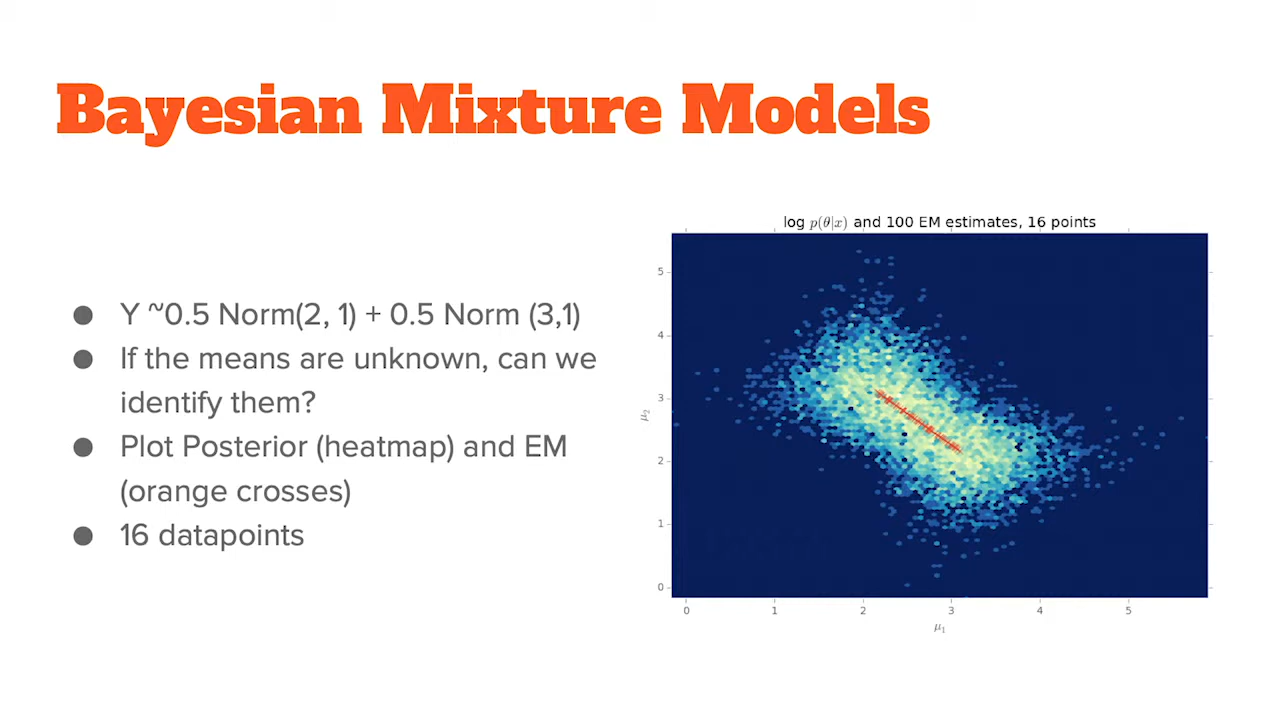 Bayesian Mixture Models
● Y ~0.5 Norm(2, 1) + 0.5 Norm (3,1)
● If the means are unknown, can we
identify them?
● Plot Posterior (heatmap) and EM
(orange crosses)
● 16 datapoints
log p(θ|x) and 100 EM estimates, 16 points
5
4
3
2
1
0
μ₂
0 1 2 3 4 5
μ₁